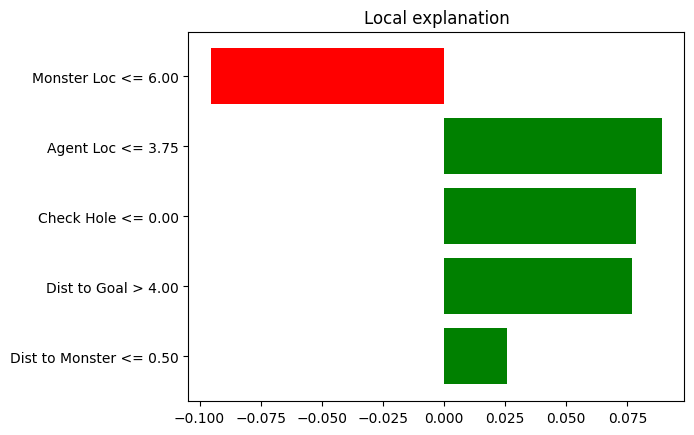 Local explanation
Monster Loc <= 6.00
Agent Loc <= 3.75
Check Hole <= 0.00
Dist to Goal > 4.00
Dist to Monster <= 0.50
−0.100 −0.075 −0.050 −0.025 0.000 0.025 0.050 0.075